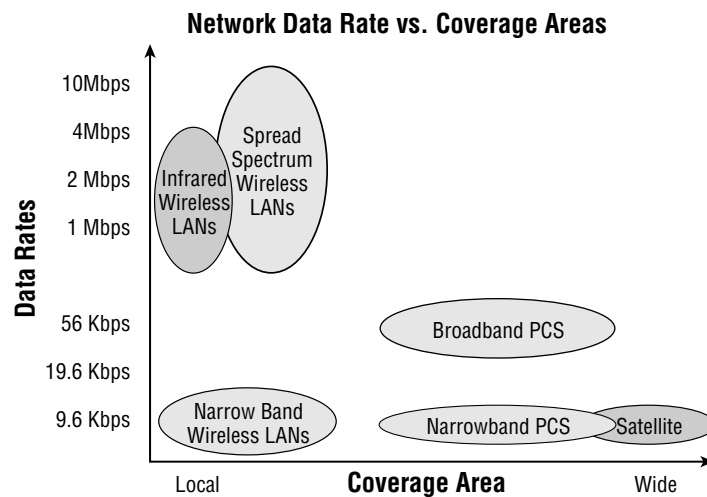 Network Data Rate vs. Coverage Areas
Data Rates
10Mbps
4Mbps
2 Mbps
1 Mbps
56 Kbps
19.6 Kbps
9.6 Kbps
Infrared
Wireless
LANs
Spread
Spectrum
Wireless
LANs
Broadband PCS
Narrow Band
Wireless LANs
Narrowband PCS
Satellite
Local
Coverage Area
Wide